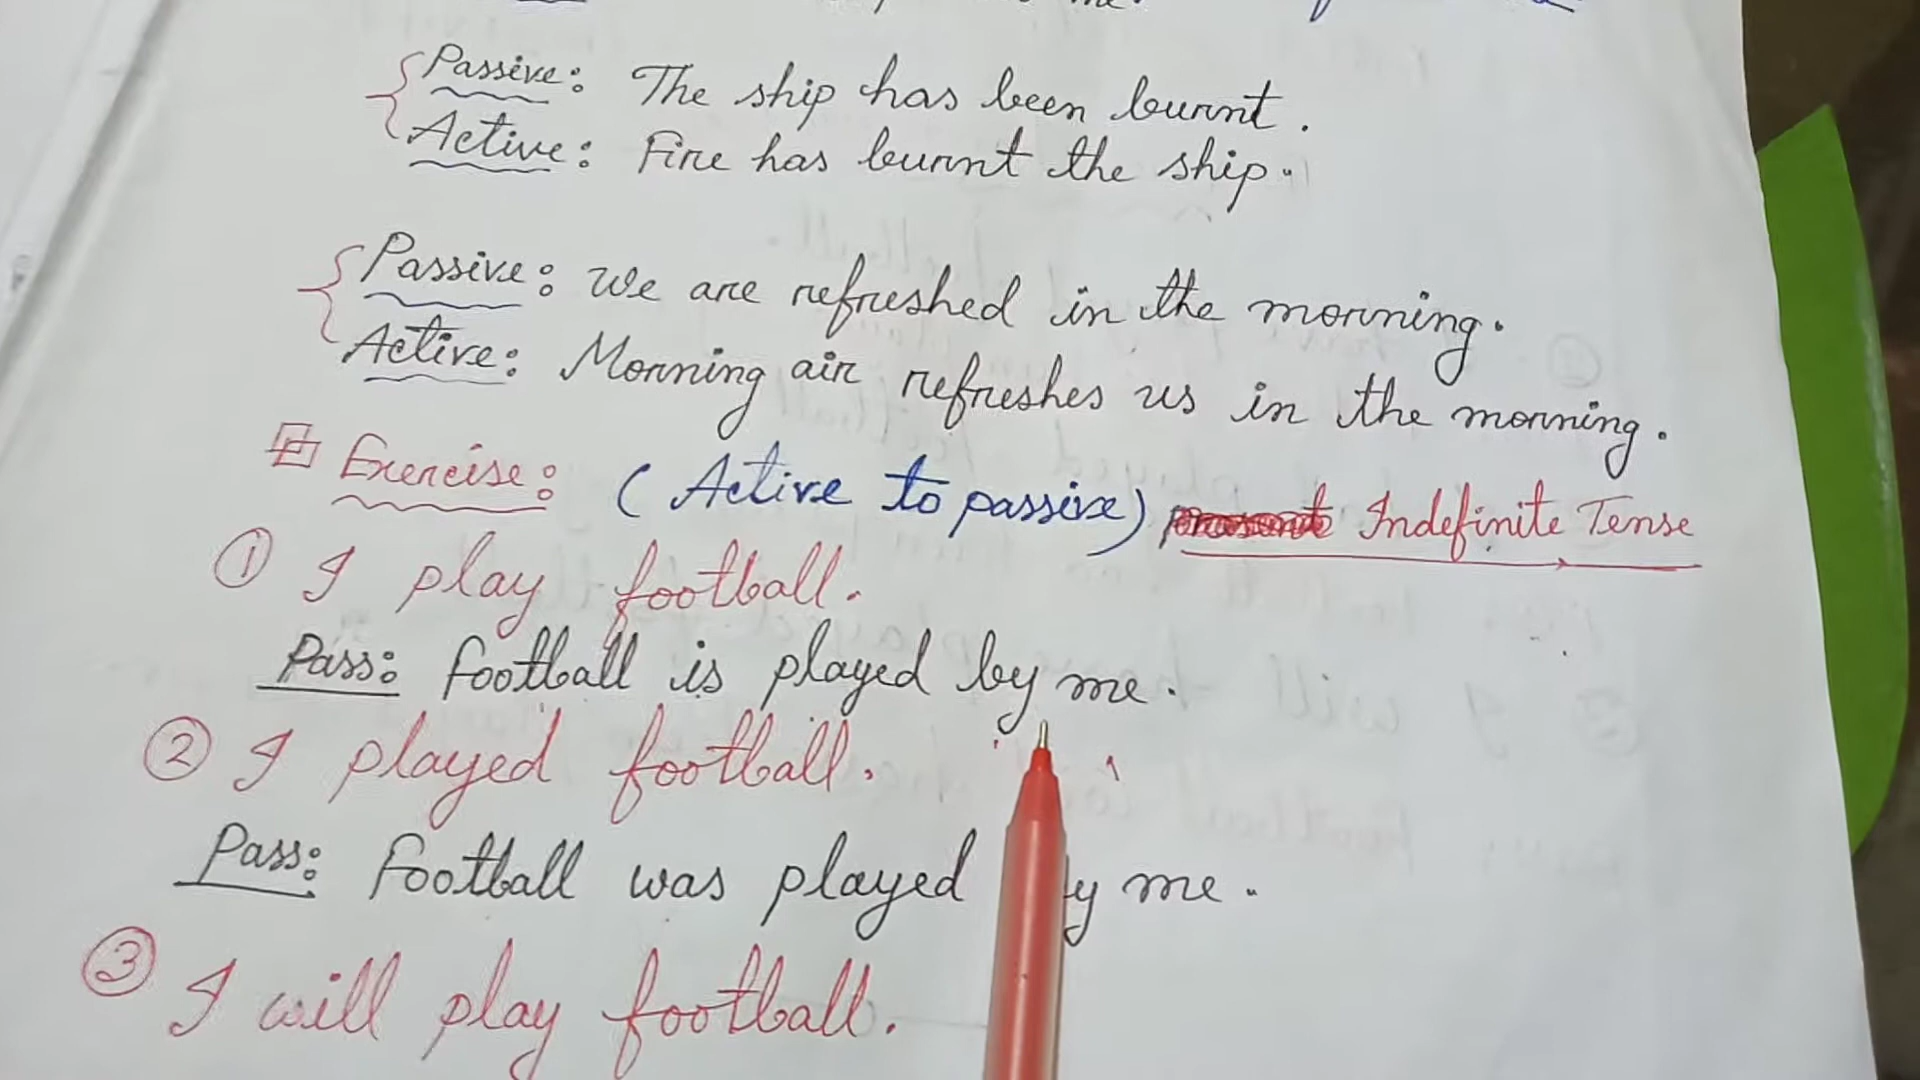 me.
Passive: The ship has been burnt.
Active: Fire has burnt the ship.
Passive: We are refreshed in the morning.
Active: Morning air refreshes us in the morning.
Exercise: (Active to passive) present Indefinite Tense
① I play football.
Pass: Football is played by me.
② I played football.
Pass: Football was played by me.
③ I will play football.